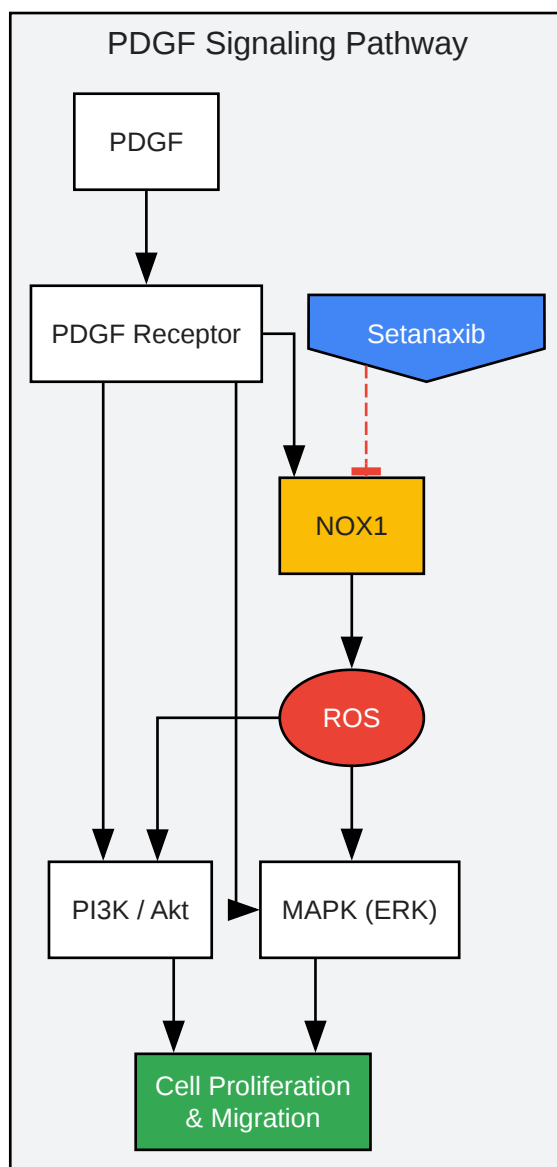 PDGF Signaling Pathway
PDGF
PDGF Receptor
Setanaxib
NOX1
ROS
PI3K / Akt
MAPK (ERK)
Cell Proliferation
& Migration